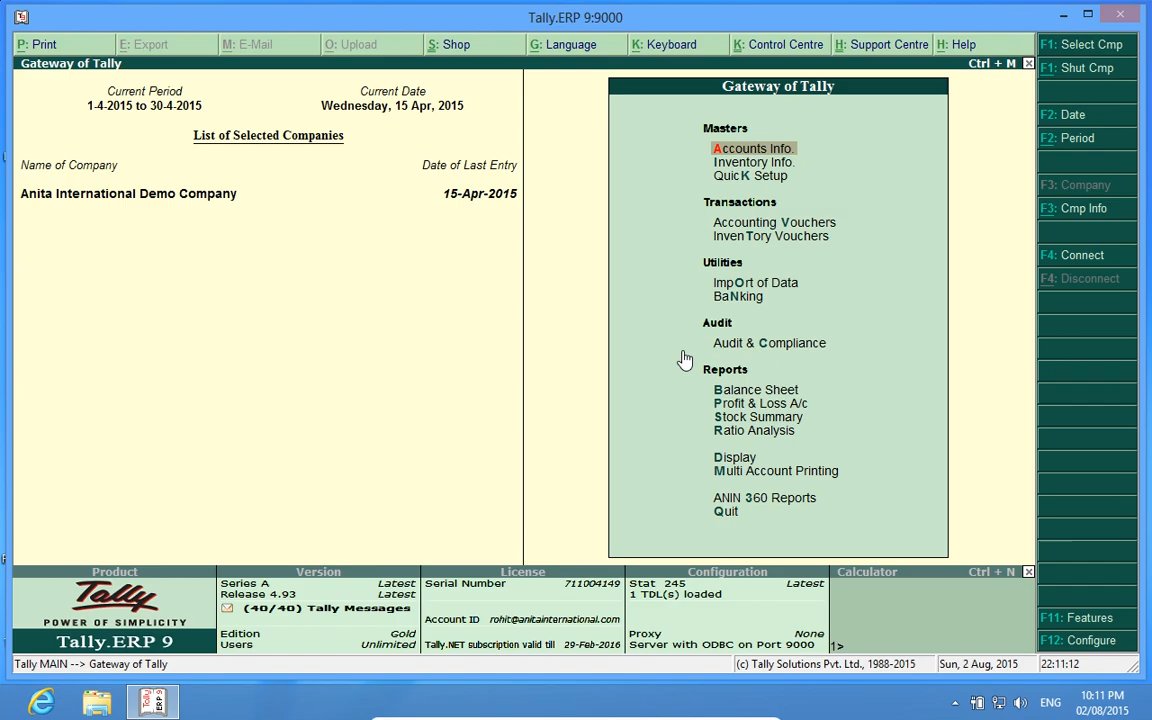 Tally.ERP 9:9000
P: Print
E: Export
M: E-Mail
O: Upload
S: Shop
G: Language
K: Keyboard
K: Control Centre
H: Support Centre
H: Help
F1: Select Cmp
Gateway of Tally
Ctrl + M
F1: Shut Cmp
Current Period
1-4-2015 to 30-4-2015
Current Date
Wednesday, 15 Apr, 2015
List of Selected Companies
Name of Company
Date of Last Entry
Anita International Demo Company
15-Apr-2015
Gateway of Tally
Masters
Accounts Info.
Inventory Info.
QuicK Setup
Transactions
Accounting Vouchers
InvenTory Vouchers
Utilities
ImpOrt of Data
BaNking
Audit
Audit & Compliance
Reports
Balance Sheet
Profit & Loss A/c
Stock Summary
Ratio Analysis
Display
Multi Account Printing
ANIN 360 Reports
Quit
F2: Date
F2: Period
F3: Company
F3: Cmp Info
F4: Connect
F4: Disconnect
F11: Features
F12: Configure
Product
Tally
POWER OF SIMPLICITY
Tally.ERP 9
Version
Series A Latest
Release 4.93 Latest
(40/40) Tally Messages
Edition Gold
Users Unlimited
License
Serial Number 711004149
Account ID rohit@anitainternational.com
Tally.NET subscription valid till 29-Feb-2016
Configuration
Stat 245 Latest
1 TDL(s) loaded
Proxy None
Server with ODBC on Port 9000
Calculator Ctrl + N
1>
Tally MAIN --> Gateway of Tally
(c) Tally Solutions Pvt. Ltd., 1988-2015
Sun, 2 Aug, 2015
22:11:12
Tally
ERP 9
ENG
10:11 PM
02/08/2015